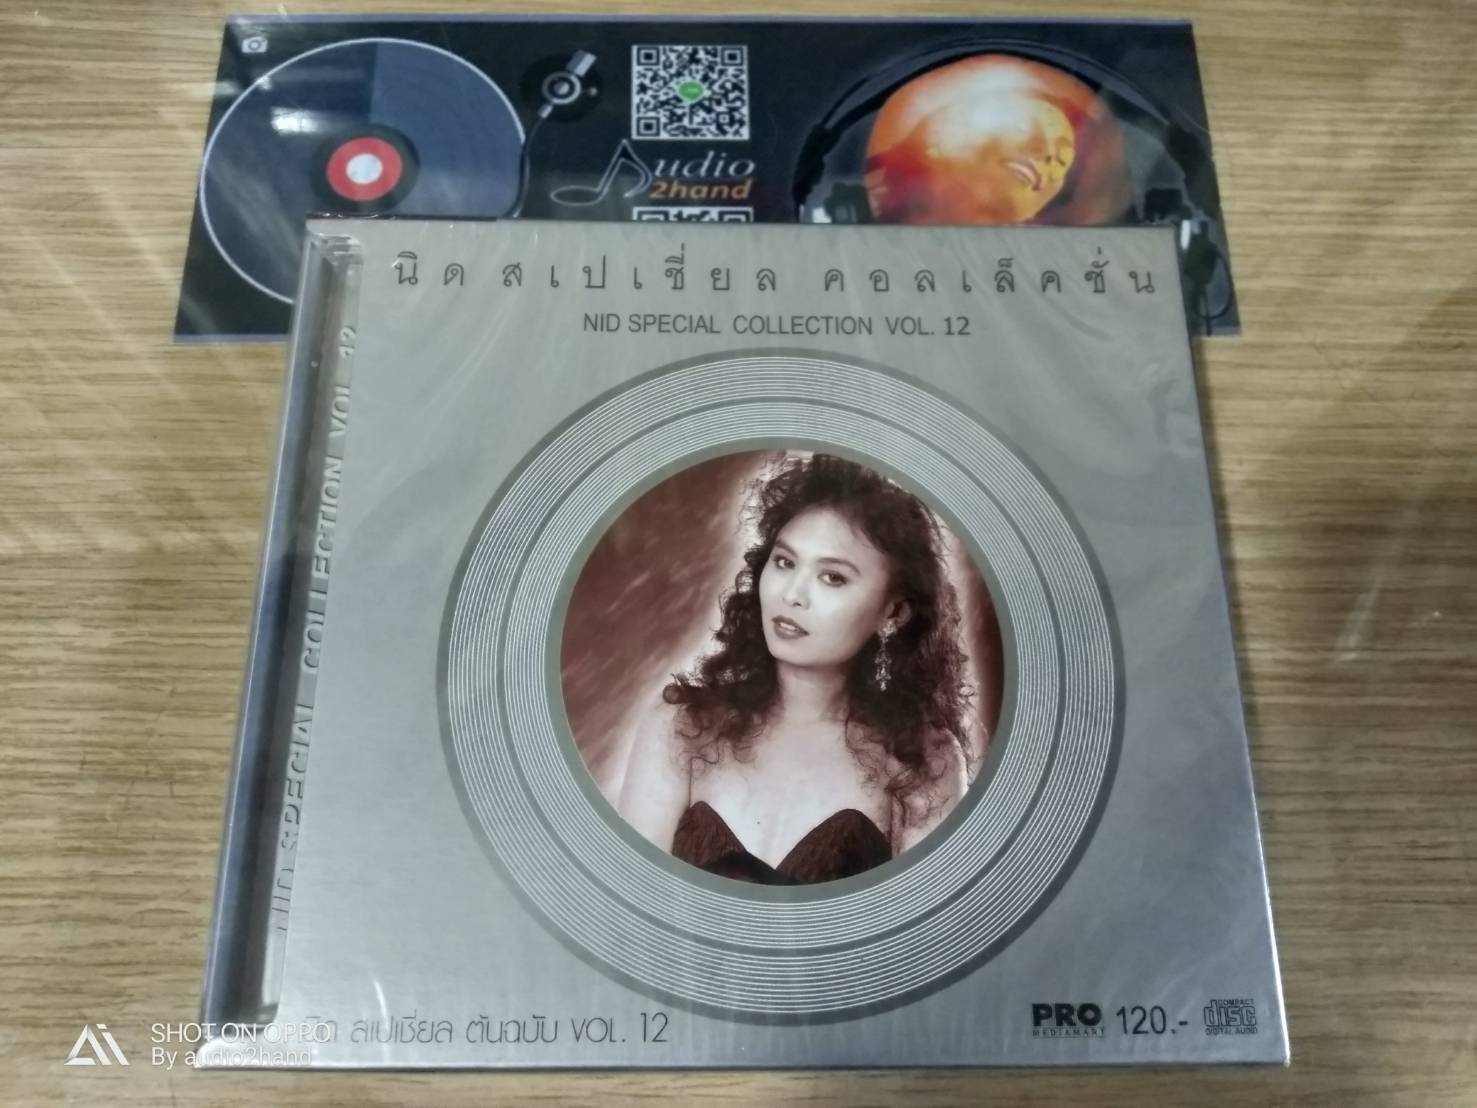 udio
2hand
นิด สเปเชี่ยล คอลเล็คชั่น
NID SPECIAL COLLECTION VOL. 12
NID SPECIAL COLLECTION VOL. 12
นิด สเปเชียล ต้นฉบับ VOL. 12
PRO
MEDIAMART
120.-
COMPACT
disc
DIGITAL AUDIO
SHOT ON OPPO
By audio2hand